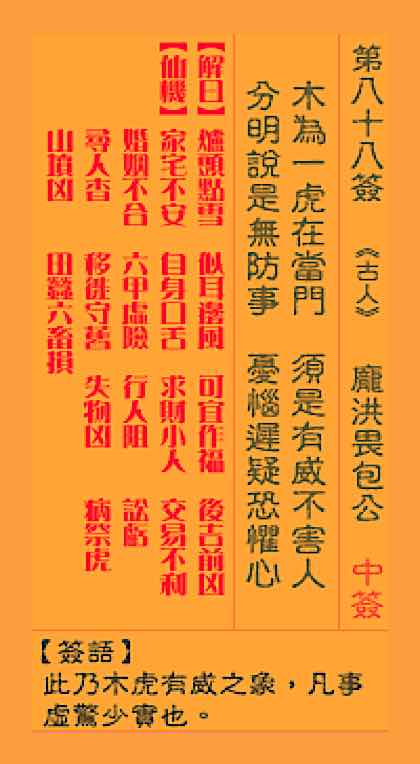 第八十八簽 《古人》 龐洪畏包公 中簽
木為一虎在當門 須是有威不害人
分明說是無防事 憂惱遲疑恐懼心
【解曰】 爐頭點雪 似耳邊風 可宜作福 後吉前凶
【仙機】 家宅不安 自身口舌 求財小人 交易不利
婚姻不合 六甲虛險 行人阻 訟虧
尋人杳 移徙守舊 失物凶 病祭虎
山墳凶 田蠶六畜損
【簽語】
此乃木虎有威之象，凡事
虛驚少實也。